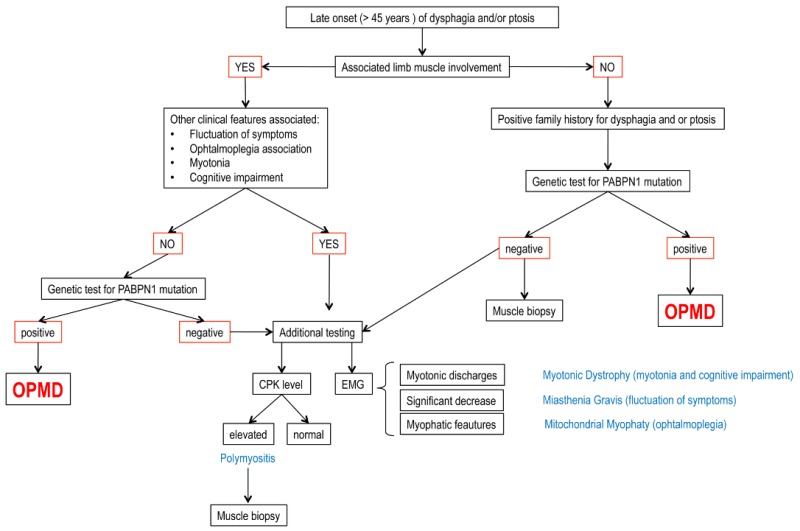 Late onset (> 45 years ) of dysphagia and/or ptosis
YES
Associated limb muscle involvement
NO
Other clinical features associated:
• Fluctuation of symptoms
• Ophtalmoplegia association
• Myotonia
• Cognitive impairment
Positive family history for dysphagia and or ptosis
Genetic test for PABPN1 mutation
NO
YES
negative
positive
Genetic test for PABPN1 mutation
Muscle biopsy
OPMD
positive
negative
Additional testing
OPMD
CPK level
EMG
Myotonic discharges
Myotonic Dystrophy (myotonia and cognitive impairment)
Significant decrease
Miasthenia Gravis (fluctuation of symptoms)
Myophatic feautures
Mitochondrial Myophaty (ophtalmoplegia)
elevated
normal
Polymyositis
Muscle biopsy